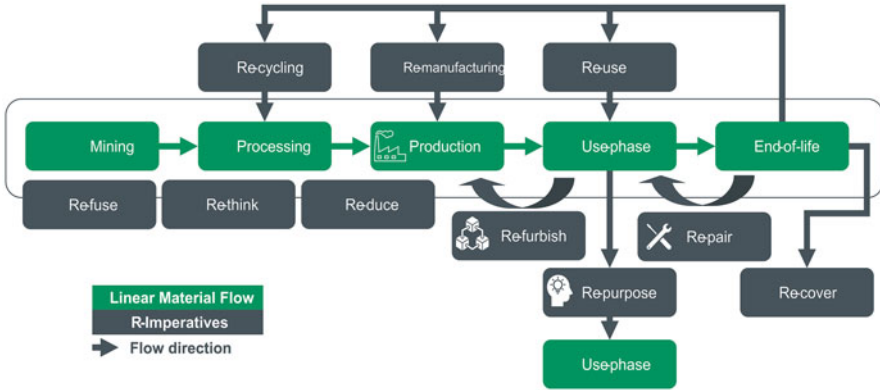 Re-cycling
Re-manufacturing
Re-use
Mining
Processing
Production
Use-phase
End-of-life
Re-fuse
Re-think
Re-duce
Re-furbish
Re-pair
Re-purpose
Re-cover
Linear Material Flow
R-Imperatives
Flow direction
Use-phase